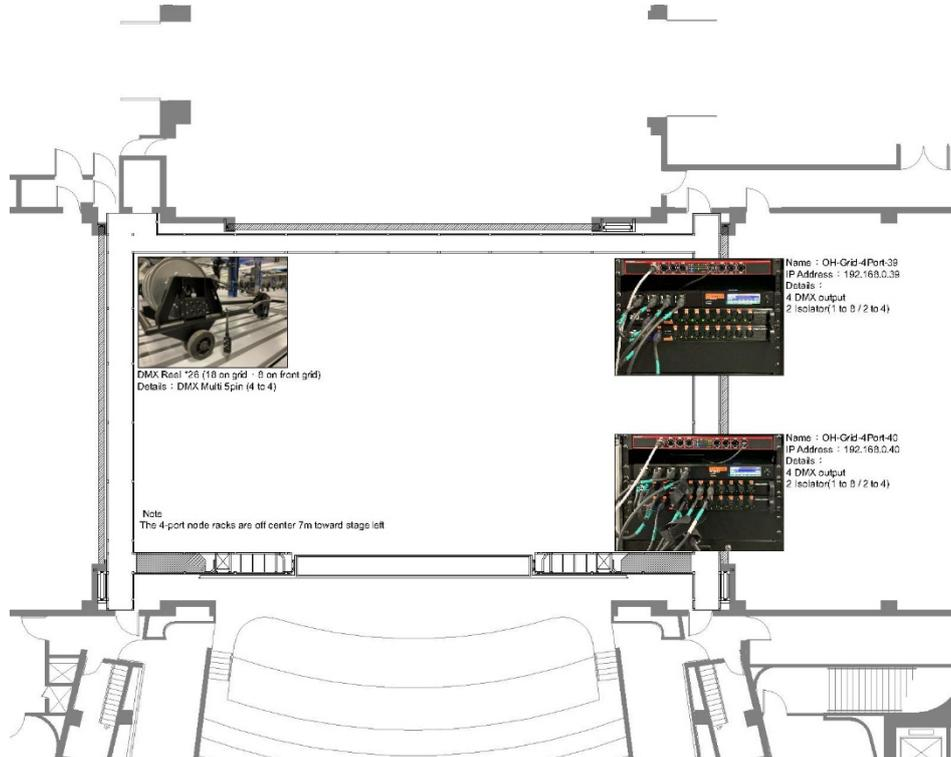 Name：OH-Grid-4Port-39
IP Address：192.168.0.39
Details：
4 DMX output
2 Isolator(1 to 8 / 2 to 4)
DMX Reel *26 (18 on grid，8 on front grid)
Details：DMX Multi 5pin (4 to 4)
Name：OH-Grid-4Port-40
IP Address：192.168.0.40
Details：
4 DMX output
2 Isolator(1 to 8 / 2 to 4)
Note
The 4-port node racks are off center 7m toward stage left